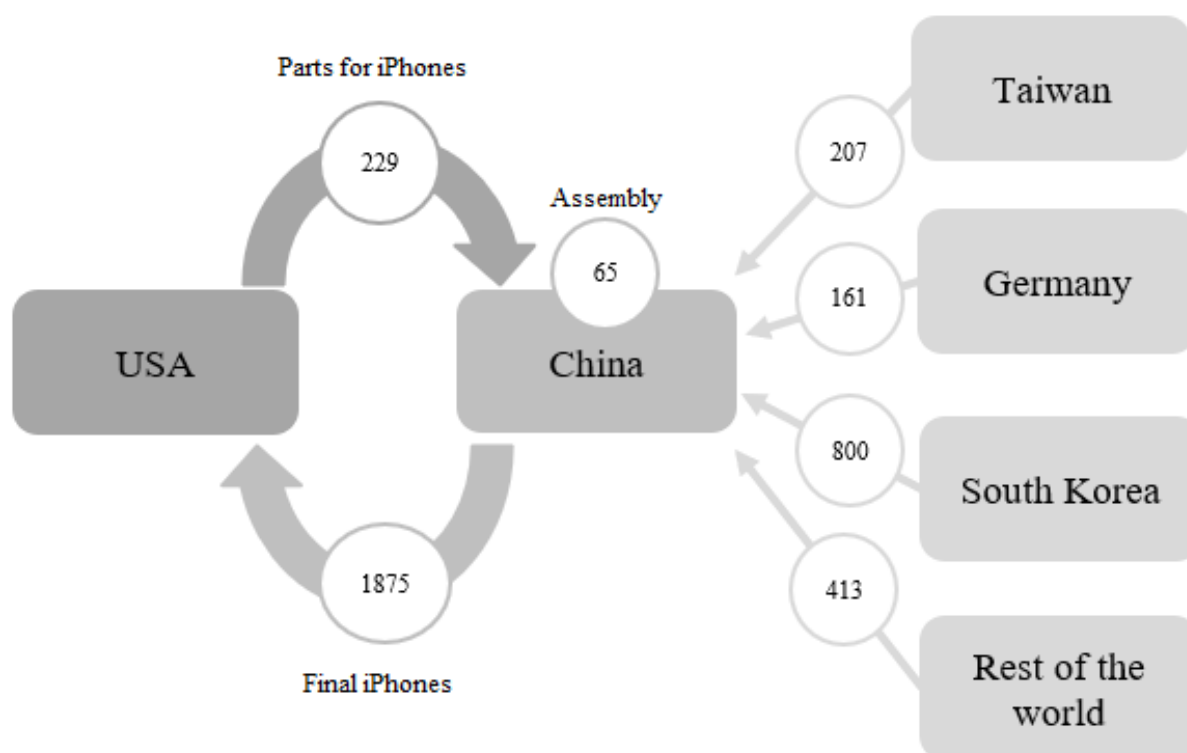 Parts for iPhones
229
Assembly
65
USA
China
1875
Final iPhones
Taiwan
207
Germany
161
South Korea
800
Rest of the
world
413